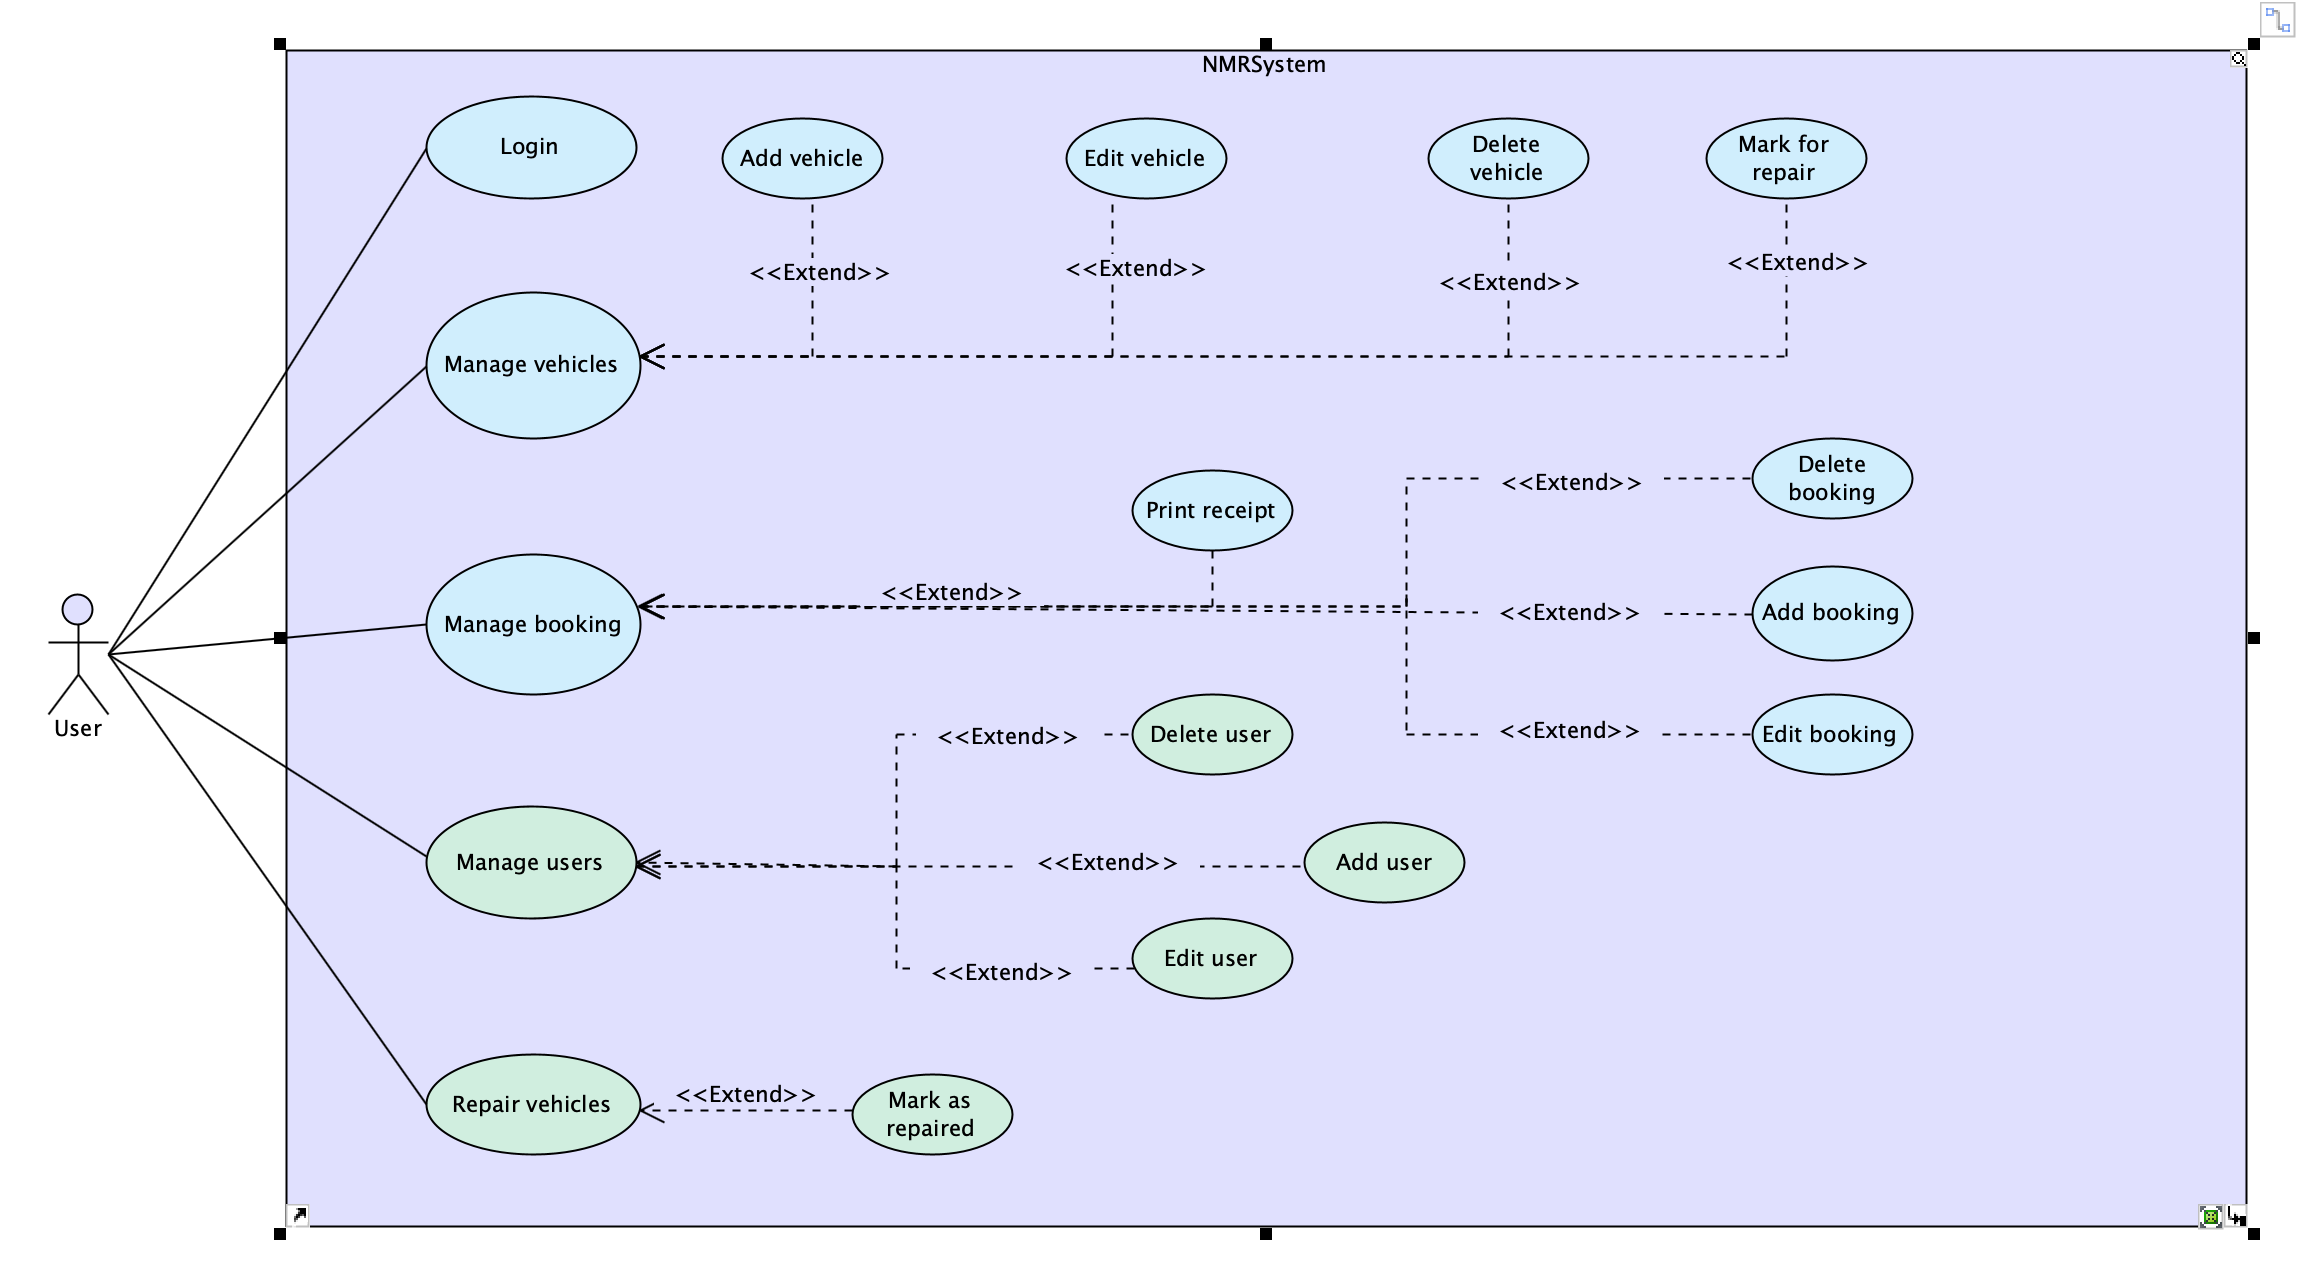 NMRSystem
Login
Add vehicle
Edit vehicle
Delete
vehicle
Mark for
repair
<<Extend>>
<<Extend>>
<<Extend>>
<<Extend>>
Manage vehicles
Print receipt
<<Extend>>
Delete
booking
<<Extend>>
Manage booking
<<Extend>>
Add booking
User
<<Extend>>
Delete user
<<Extend>>
Edit booking
Manage users
<<Extend>>
Add user
<<Extend>>
Edit user
Repair vehicles
<<Extend>>
Mark as
repaired